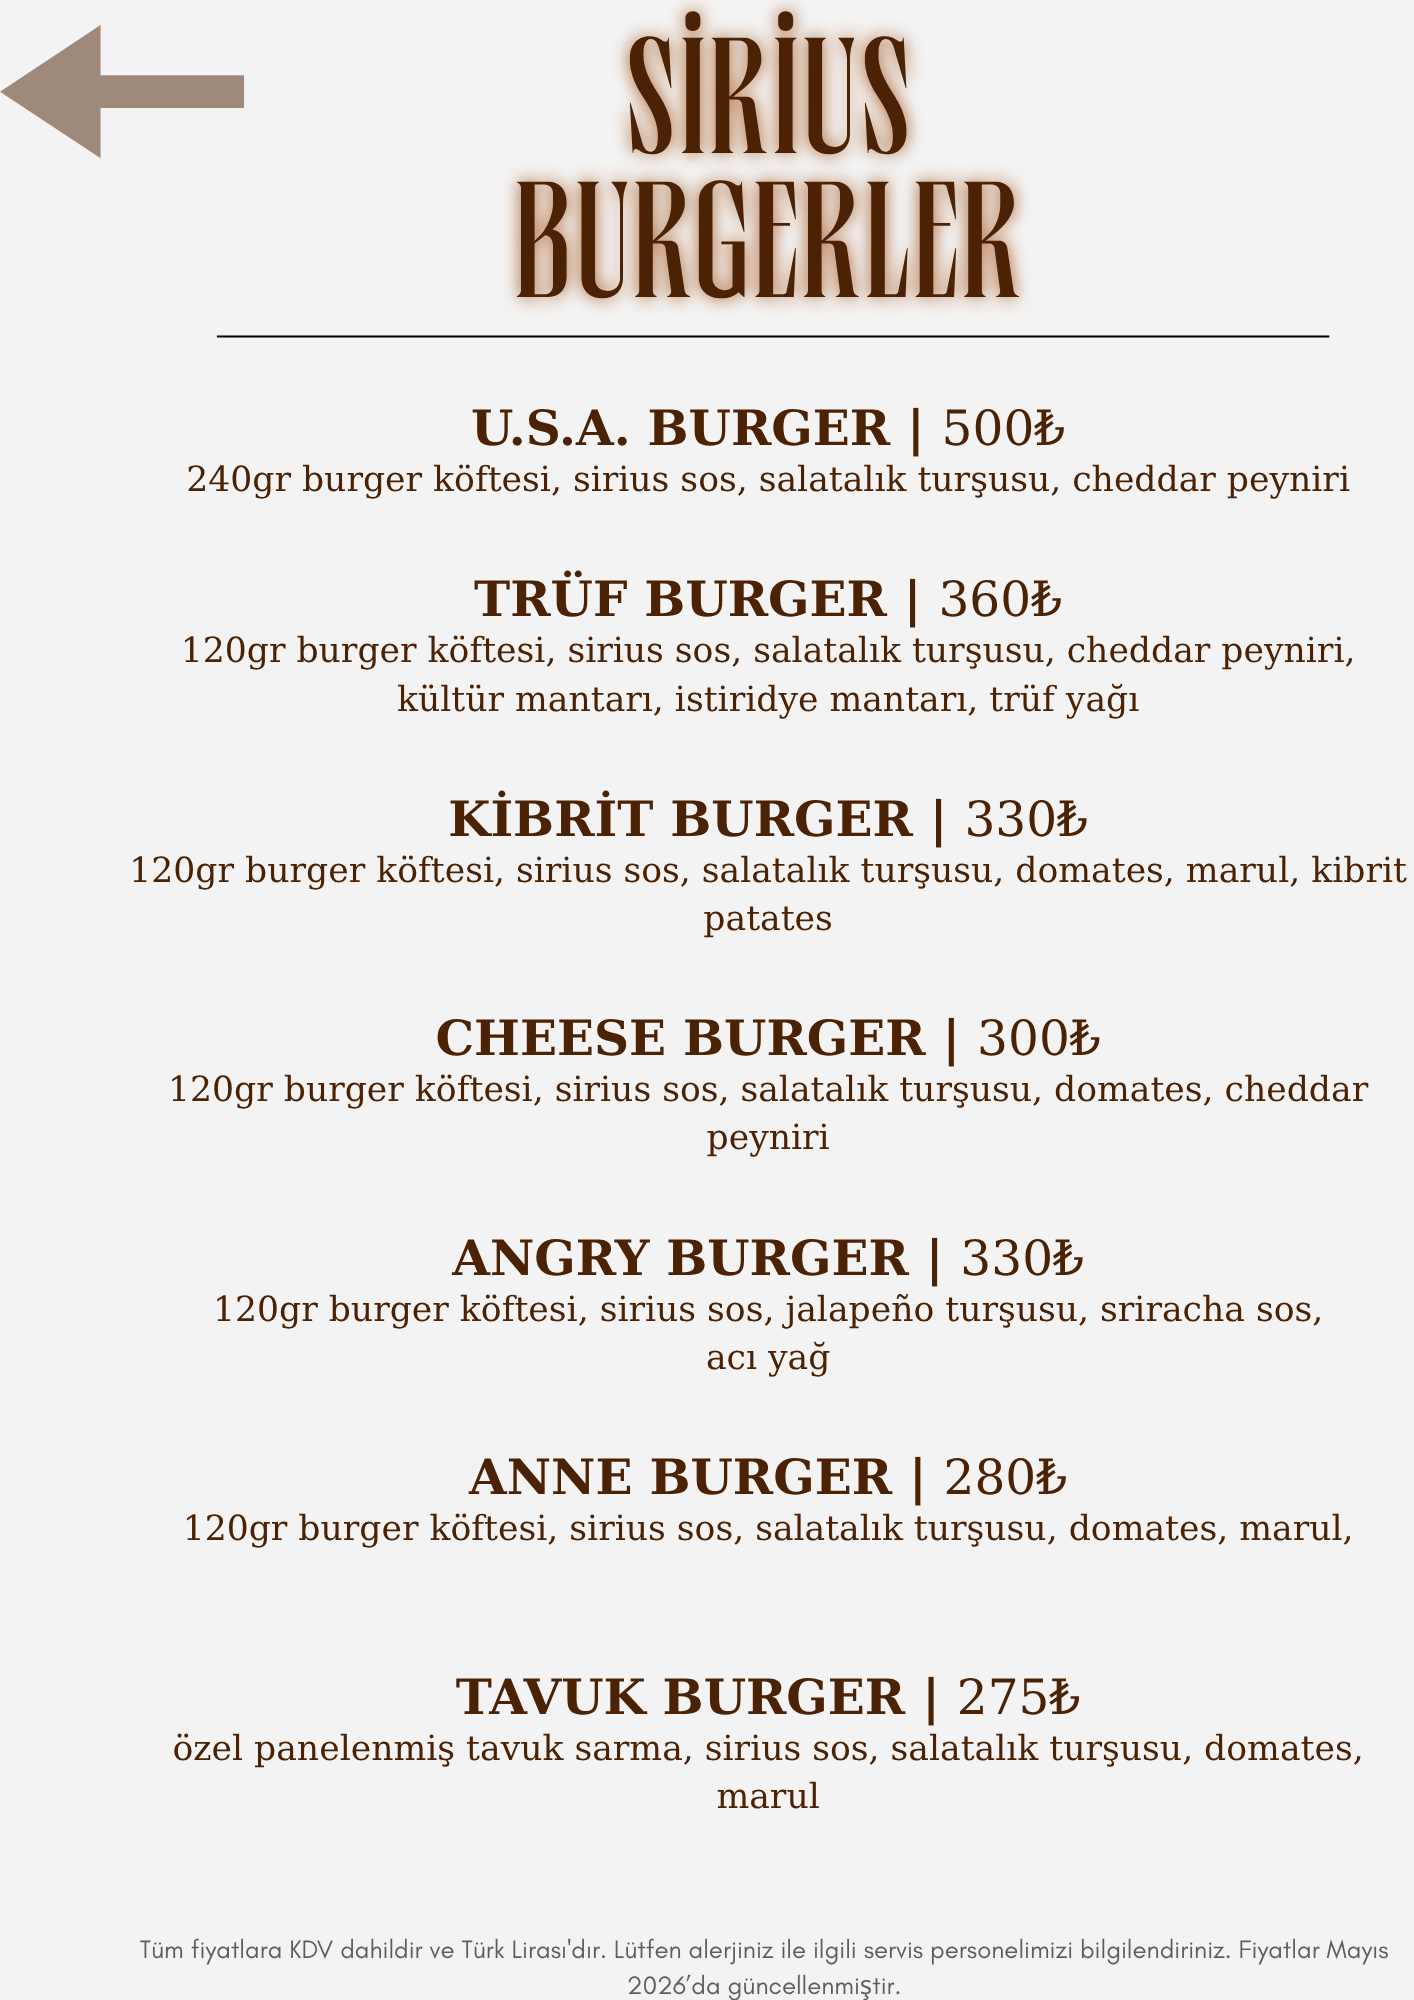 SİRİUS
BURGERLER
U.S.A. BURGER | 500₺
240gr burger köftesi, sirius sos, salatalık turşusu, cheddar peyniri
TRÜF BURGER | 360₺
120gr burger köftesi, sirius sos, salatalık turşusu, cheddar peyniri,
kültür mantarı, istiridye mantarı, trüf yağı
KİBRİT BURGER | 330₺
120gr burger köftesi, sirius sos, salatalık turşusu, domates, marul, kibrit
patates
CHEESE BURGER | 300₺
120gr burger köftesi, sirius sos, salatalık turşusu, domates, cheddar
peyniri
ANGRY BURGER | 330₺
120gr burger köftesi, sirius sos, jalapeño turşusu, sriracha sos,
acı yağ
ANNE BURGER | 280₺
120gr burger köftesi, sirius sos, salatalık turşusu, domates, marul,
TAVUK BURGER | 275₺
özel panelenmiş tavuk sarma, sirius sos, salatalık turşusu, domates,
marul
Tüm fiyatlara KDV dahildir ve Türk Lirası'dır. Lütfen alerjiniz ile ilgili servis personelimizi bilgilendiriniz. Fiyatlar Mayıs
2026’da güncellenmiştir.